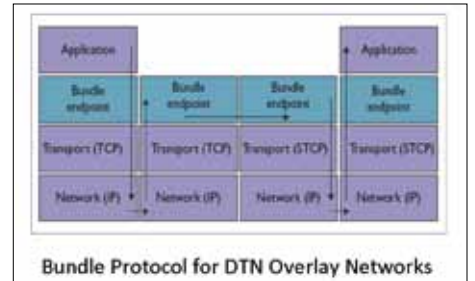 Application
Application
Bundle
endpoint
Bundle
endpoint
Bundle
endpoint
Bundle
endpoint
Transport (TCP)
Transport (TCP)
Transport (STCP)
Transport (STCP)
Network (IP)
Network (IP)
Network (IP)
Network (IP)
Bundle Protocol for DTN Overlay Networks